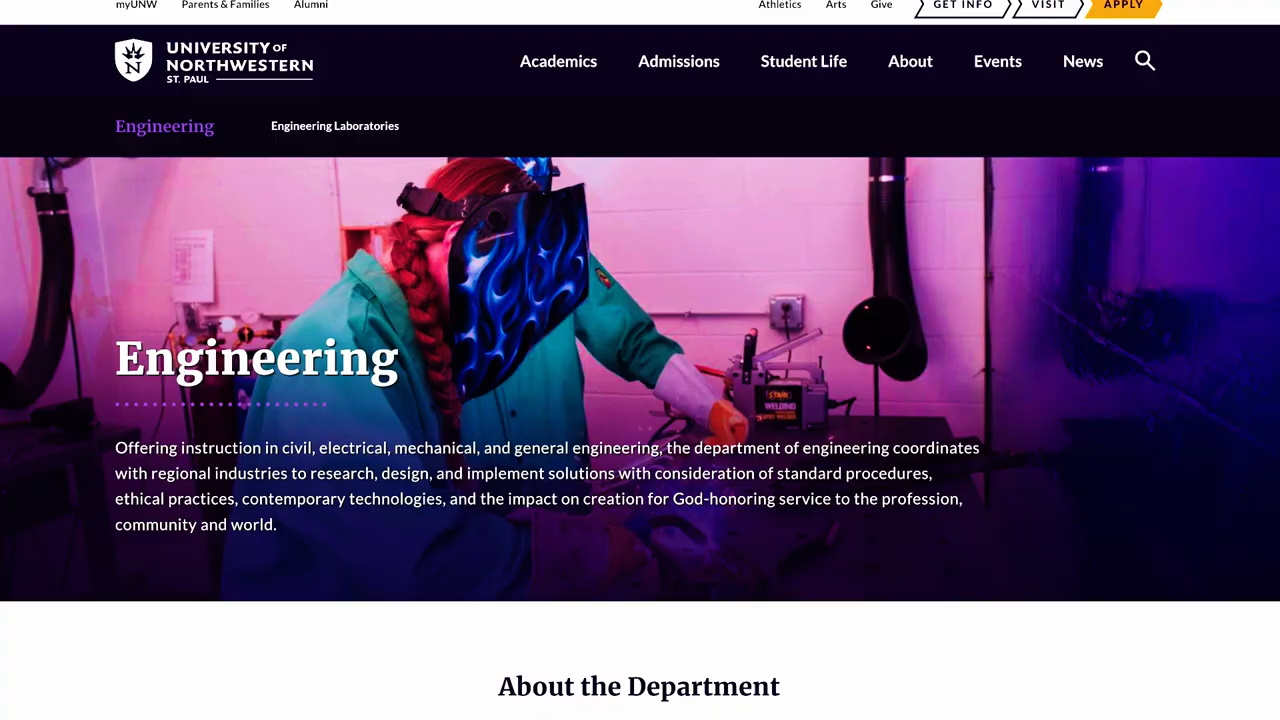 myUNW Parents & Families Alumni Athletics Arts Give GET INFO VISIT APPLY
UNIVERSITY OF
NORTHWESTERN
ST. PAUL
Academics Admissions Student Life About Events News
Engineering Engineering Laboratories
STARK
WELDING
Engineering
Offering instruction in civil, electrical, mechanical, and general engineering, the department of engineering coordinates
with regional industries to research, design, and implement solutions with consideration of standard procedures,
ethical practices, contemporary technologies, and the impact on creation for God-honoring service to the profession,
community and world.
About the Department